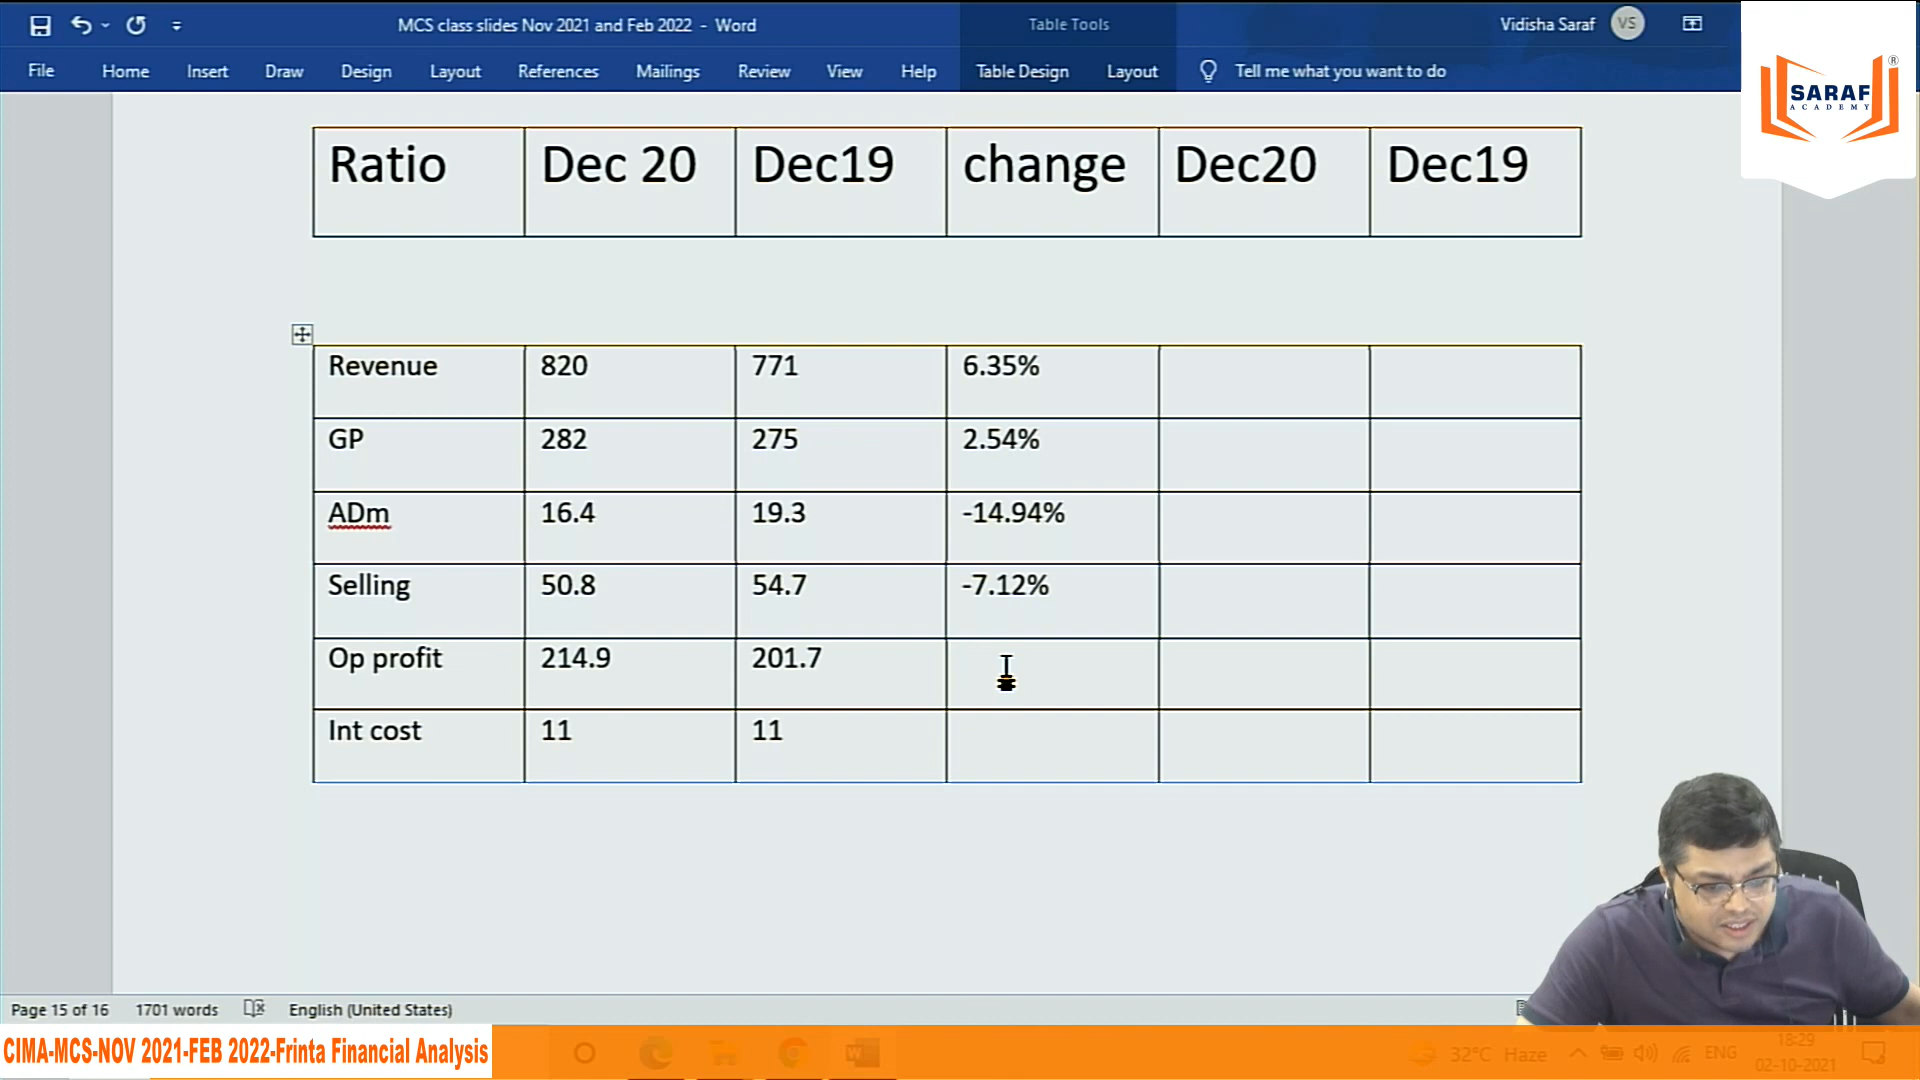 MCS class slides Nov 2021 and Feb 2022 - Word
Table Tools
Vidisha Saraf
VS
File Home Insert Draw Design Layout References Mailings Review View Help Table Design Layout Tell me what you want to do
SARAF
ACADEMY
®
Ratio Dec 20 Dec19 change Dec20 Dec19
Revenue 820 771 6.35%
GP 282 275 2.54%
ADm 16.4 19.3 -14.94%
Selling 50.8 54.7 -7.12%
Op profit 214.9 201.7
Int cost 11 11
Page 15 of 16 1701 words English (United States)
CIMA-MCS-NOV 2021-FEB 2022-Frinta Financial Analysis
32°C Haze ENG
18:29
02-10-2021